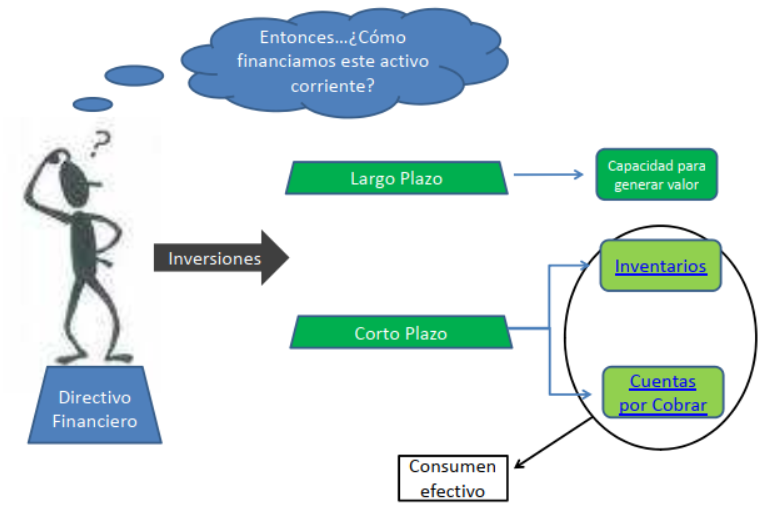 Entonces...¿Cómo
financiamos este activo
corriente?
?
Largo Plazo
Capacidad para
generar valor
Inversiones
Inventarios
Corto Plazo
Directivo
Financiero
Cuentas
por Cobrar
Consumen
efectivo